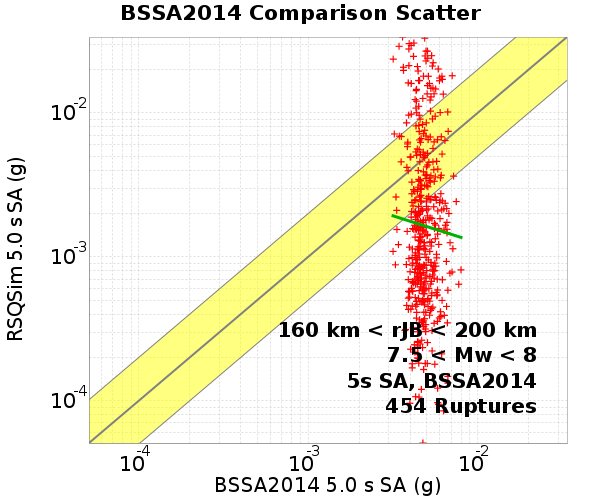 BSSA2014 Comparison Scatter
RSQSim 5.0 s SA (g)
10-2
10-3
10-4
160 km < rJB < 200 km
7.5 < Mw < 8
5s SA, BSSA2014
454 Ruptures
10-4
10-3
10-2
BSSA2014 5.0 s SA (g)